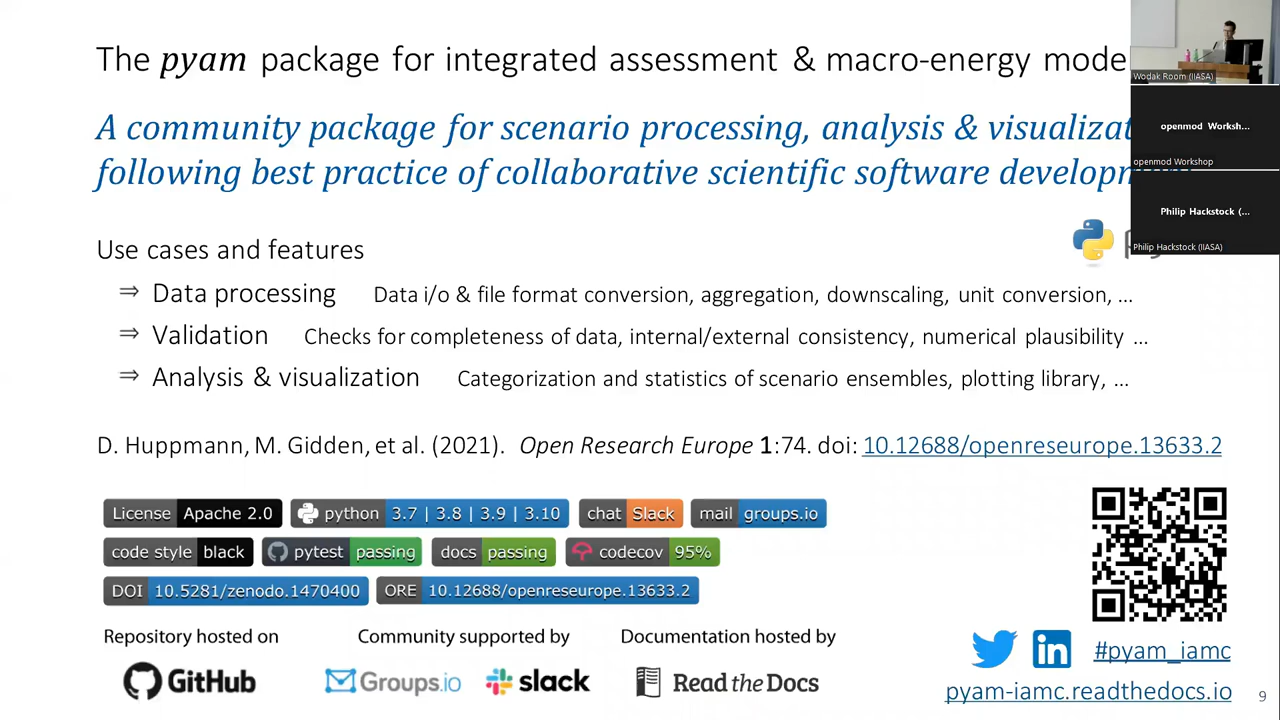 The pyam package for integrated assessment & macro-energy mode
A community package for scenario processing, analysis & visualizat
following best practice of collaborative scientific software development
Use cases and features
⇒ Data processing Data i/o & file format conversion, aggregation, downscaling, unit conversion, ...
⇒ Validation Checks for completeness of data, internal/external consistency, numerical plausibility ...
⇒ Analysis & visualization Categorization and statistics of scenario ensembles, plotting library, ...
D. Huppmann, M. Gidden, et al. (2021). Open Research Europe 1:74. doi: 10.12688/openreseurope.13633.2
License Apache 2.0 python 3.7 | 3.8 | 3.9 | 3.10 chat Slack mail groups.io
code style black pytest passing docs passing codecov 95%
DOI 10.5281/zenodo.1470400 ORE 10.12688/openreseurope.13633.2
Repository hosted on Community supported by Documentation hosted by
GitHub Groups.io slack Read the Docs
#pyam_iamc
pyam-iamc.readthedocs.io
9
Wodak Room (IIASA)
openmod Worksh...
openmod Workshop
Philip Hackstock (...
Philip Hackstock (IIASA)